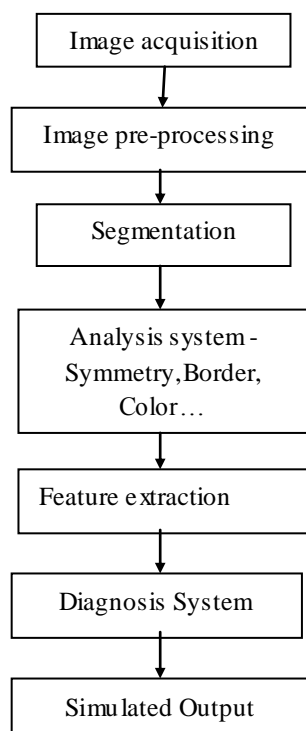 Image acquisition
Image pre-processing
Segmentation
Analysis system -
Symmetry,Border,
Color…
Feature extraction
Diagnosis System
Simulated Output